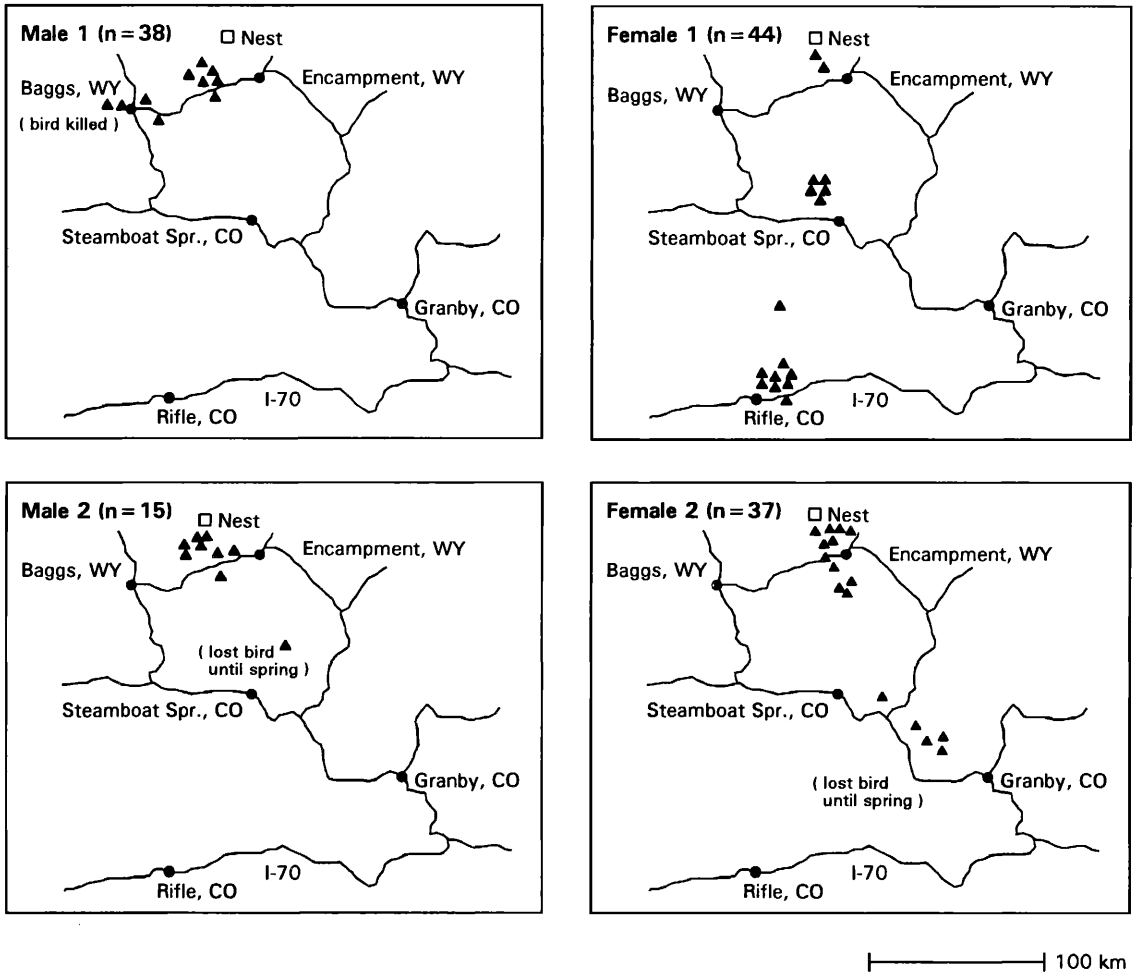 Male 1 (n=38)
Nest
Encampment, WY
Baggs, WY
( bird killed )
Steamboat Spr., CO
Granby, CO
I-70
Rifle, CO
Female 1 (n=44)
Nest
Encampment, WY
Baggs, WY
Steamboat Spr., CO
Granby, CO
I-70
Rifle, CO
Male 2 (n=15)
Nest
Encampment, WY
Baggs, WY
( lost bird
until spring )
Steamboat Spr., CO
Granby, CO
I-70
Rifle, CO
Female 2 (n=37)
Nest
Encampment, WY
Baggs, WY
Steamboat Spr., CO
Granby, CO
( lost bird
until spring )
I-70
Rifle, CO
100 km